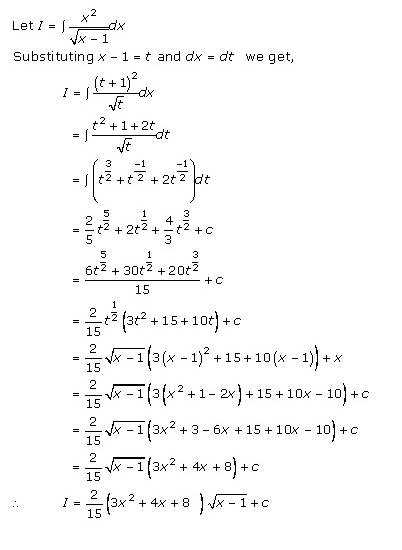 Let I = ∫ x²/√(x − 1) dx
Substituting x − 1 = t and dx = dt we get,
I = ∫ (t + 1)²/√t dx
= ∫ (t² + 1 + 2t)/√t dt
= ∫ (t^(3/2) + t^(−1/2) + 2t^(−1/2)) dt
= 2/5 t^(5/2) + 2t^(1/2) + 4/3 t^(3/2) + c
= (6t^(5/2) + 30t^(1/2) + 20t^(3/2))/15 + c
= 2/15 t^(1/2) (3t² + 15 + 10t) + c
= 2/15 √(x − 1) (3(x − 1)² + 15 + 10(x − 1)) + x
= 2/15 √(x − 1) (3(x² + 1 − 2x) + 15 + 10x − 10) + c
= 2/15 √(x − 1) (3x² + 3 − 6x + 15 + 10x − 10) + c
= 2/15 √(x − 1) (3x² + 4x + 8) + c
∴ I = 2/15 (3x² + 4x + 8 ) √(x − 1) + c